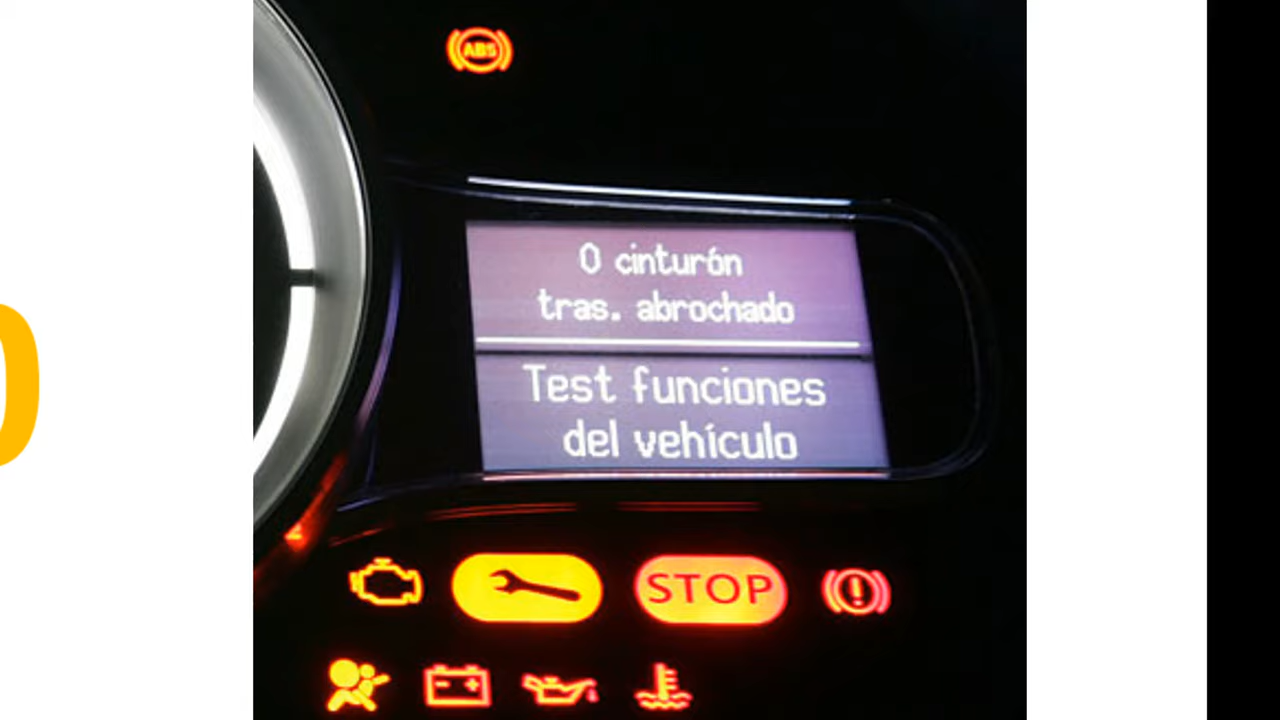 ABS
0 cinturón
tras. abrochado
Test funciones
del vehículo
STOP